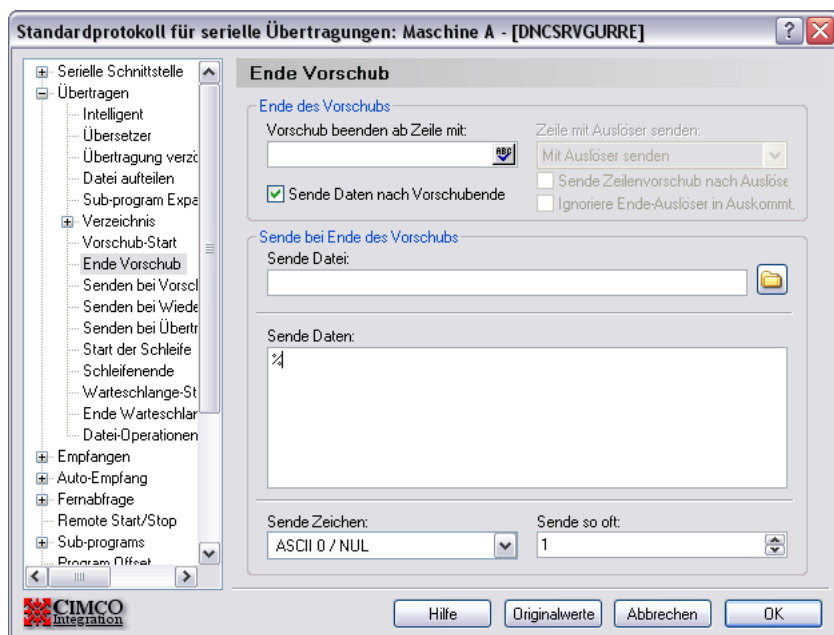 Standardprotokoll für serielle Übertragungen: Maschine A - [DNCSRVGURRE]
Serielle Schnittstelle
Übertragen
Intelligent
Übersetzer
Übertragung verzö
Datei aufteilen
Sub-program Expa
Verzeichnis
Vorschub-Start
Ende Vorschub
Senden bei Vorscl
Senden bei Wiede
Senden bei Übertr
Start der Schleife
Schleifenende
Warteschlange-St
Ende Warteschlar
Datei-Operationen
Empfangen
Auto-Empfang
Fernabfrage
Remote Start/Stop
Sub-programs
Program Offset
Ende Vorschub
Ende des Vorschubs
Vorschub beenden ab Zeile mit:
ABC
Sende Daten nach Vorschubende
Zeile mit Auslöser senden:
Mit Auslöser senden
Sende Zeilenvorschub nach Auslöse
Ignoriere Ende-Auslöser in Auskommt.
Sende bei Ende des Vorschubs
Sende Datei:
Sende Daten:
%
Sende Zeichen:
ASCII 0 / NUL
Sende so oft:
1
CIMCO
Integration
Hilfe
Originalwerte
Abbrechen
OK